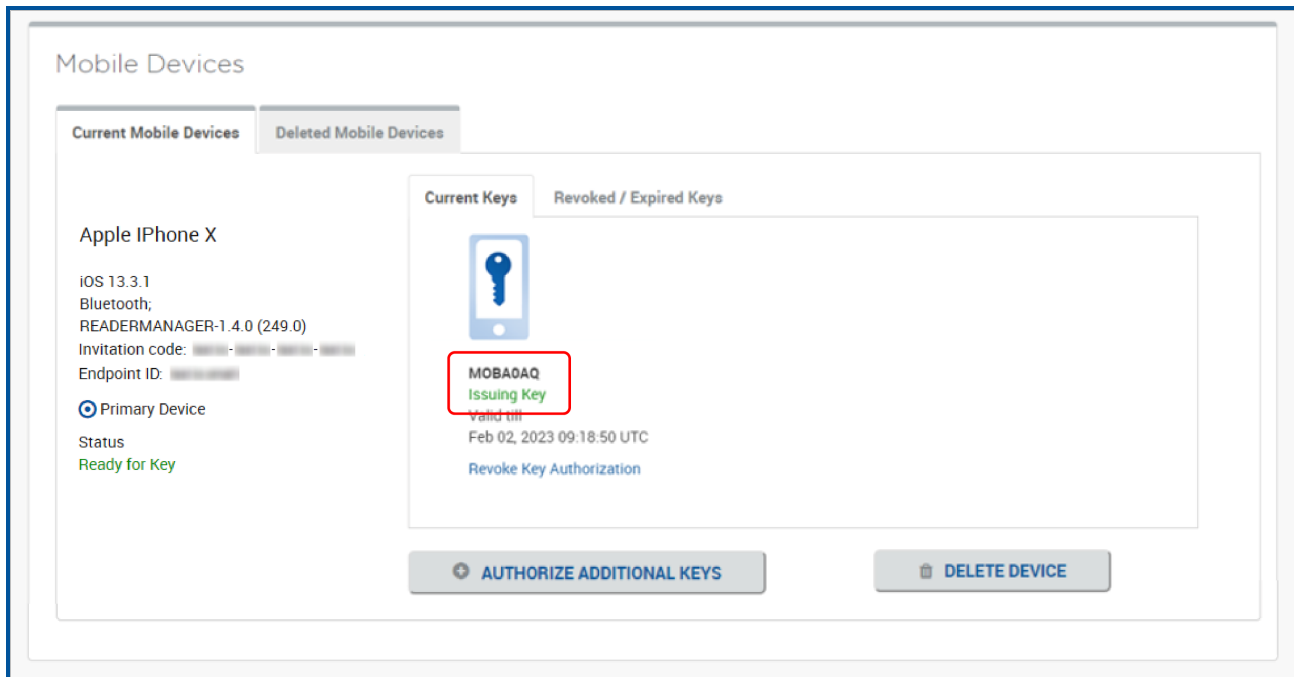 Mobile Devices
Current Mobile Devices
Deleted Mobile Devices
Current Keys
Revoked / Expired Keys
Apple IPhone X
iOS 13.3.1
Bluetooth;
READERMANAGER-1.4.0 (249.0)
Invitation code:
Endpoint ID:
Primary Device
Status
Ready for Key
MOBA0AQ
Issuing Key
Valid till
Feb 02, 2023 09:18:50 UTC
Revoke Key Authorization
AUTHORIZE ADDITIONAL KEYS
DELETE DEVICE